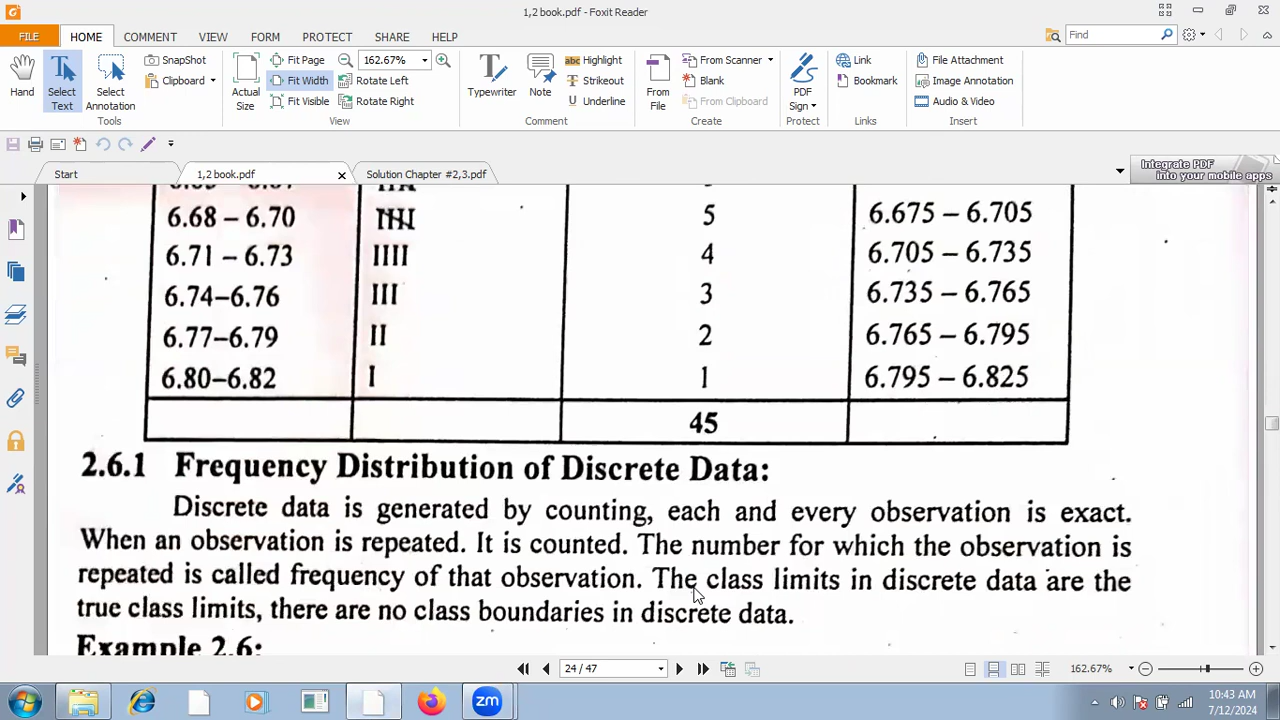 1,2 book.pdf - Foxit Reader
FILE HOME COMMENT VIEW FORM PROTECT SHARE HELP Find
Hand Select Text Select Annotation SnapShot Clipboard Actual Size Fit Page Fit Width Fit Visible 162.67% Rotate Left Rotate Right Typewriter Note Highlight Strikeout Underline From File From Scanner Blank From Clipboard PDF Sign Link Bookmark File Attachment Image Annotation Audio & Video
Tools View Comment Create Protect Links Insert
Start 1,2 book.pdf Solution Chapter #2,3.pdf Integrate PDF
into your mobile apps
6.68 – 6.70 5 6.675 – 6.705
6.71 – 6.73 IIII 4 6.705 – 6.735
6.74–6.76 III 3 6.735 – 6.765
6.77–6.79 II 2 6.765 – 6.795
6.80–6.82 I 1 6.795 – 6.825
45
2.6.1 Frequency Distribution of Discrete Data:
Discrete data is generated by counting, each and every observation is exact.
When an observation is repeated. It is counted. The number for which the observation is
repeated is called frequency of that observation. The class limits in discrete data are the
true class limits, there are no class boundaries in discrete data.
Example 2.6:
24 / 47 162.67%
zm 10:43 AM
7/12/2024